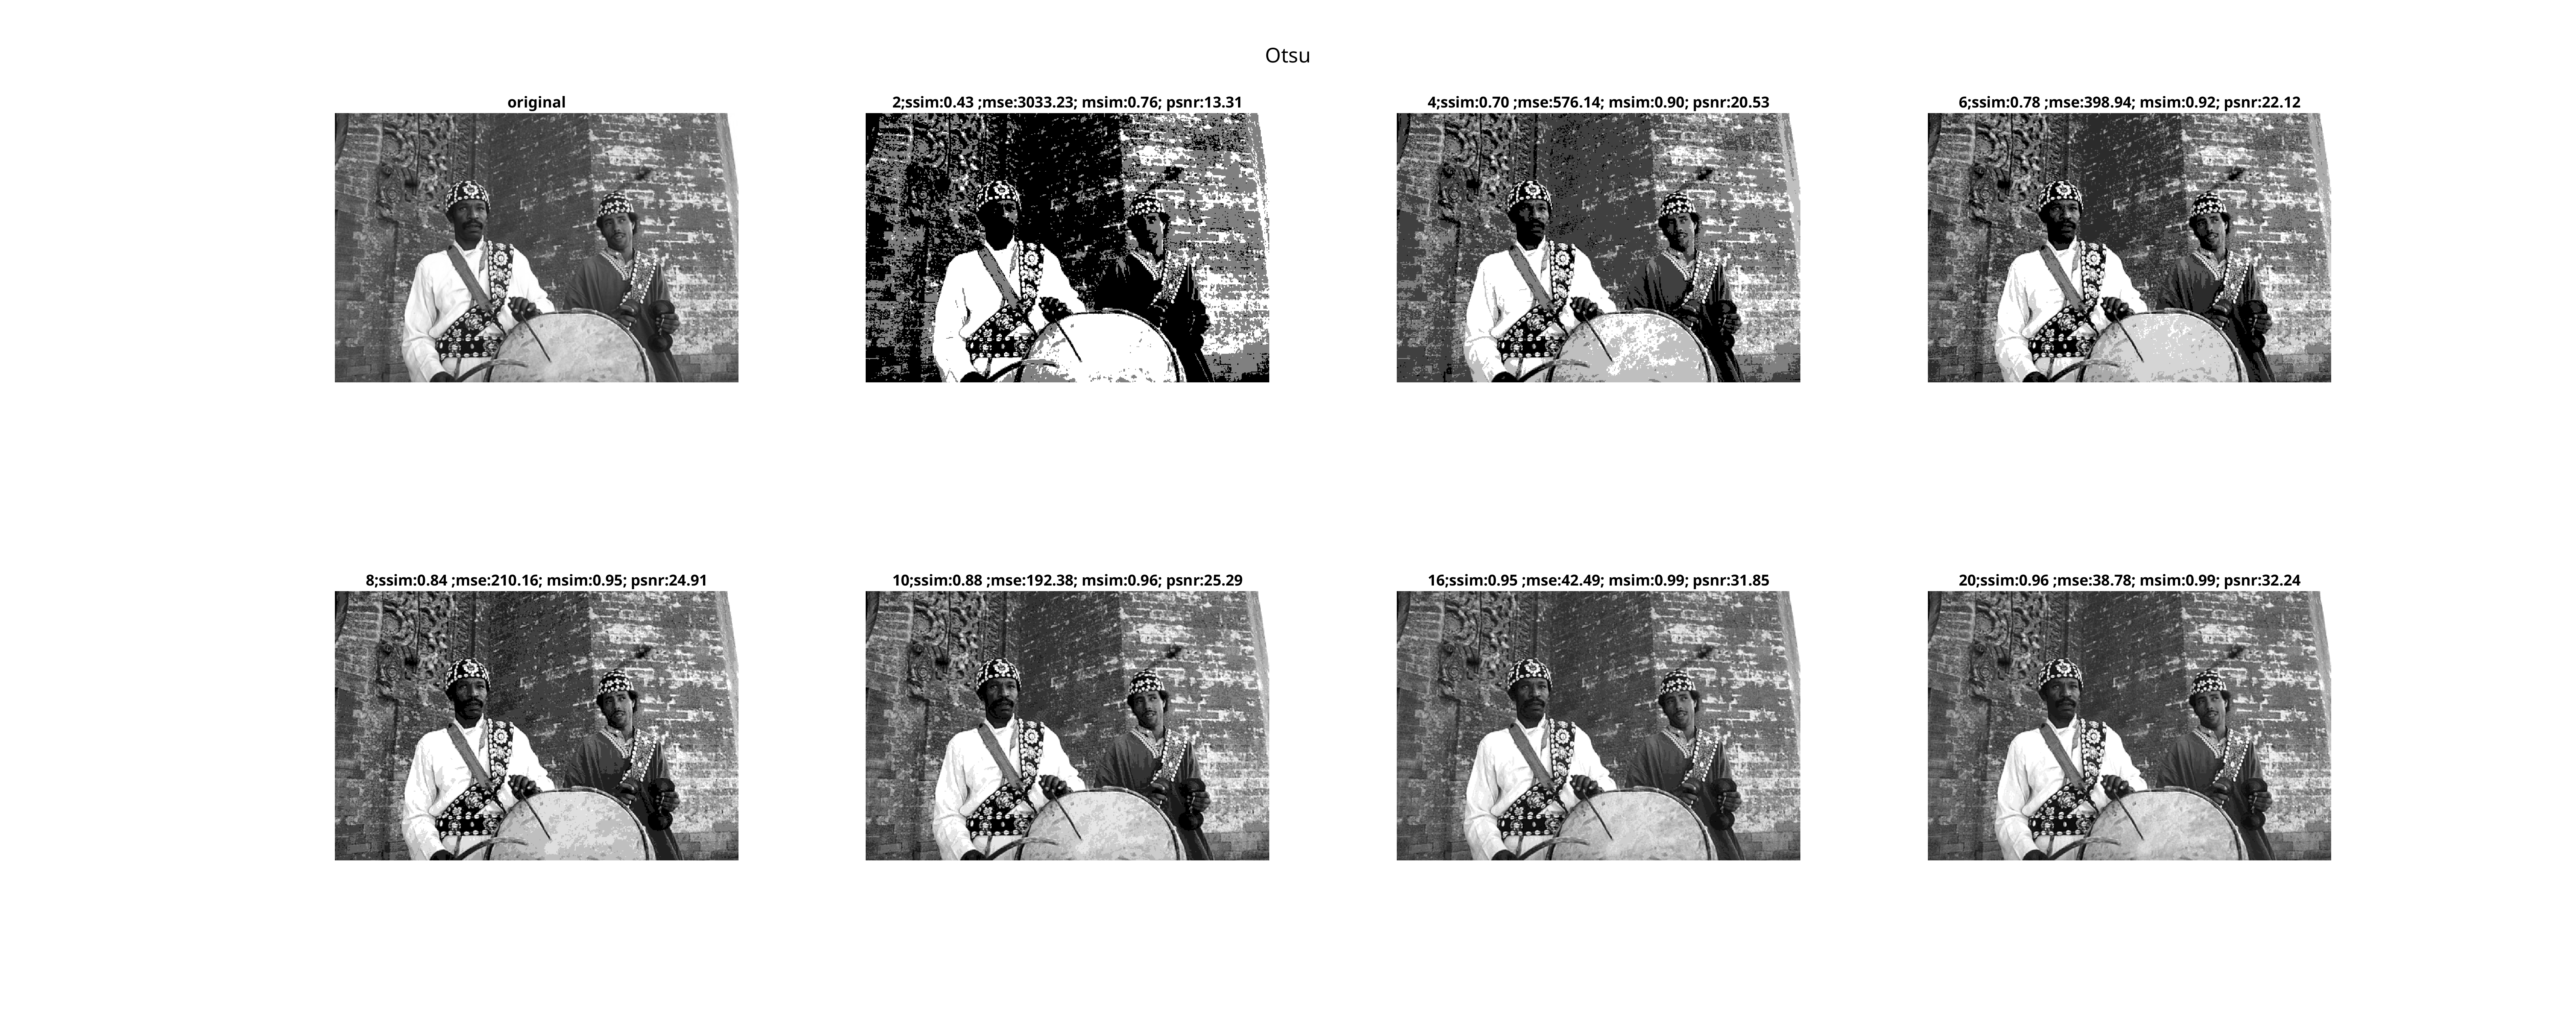 Otsu
original
2;ssim:0.43 ;mse:3033.23; msim:0.76; psnr:13.31
4;ssim:0.70 ;mse:576.14; msim:0.90; psnr:20.53
6;ssim:0.78 ;mse:398.94; msim:0.92; psnr:22.12
8;ssim:0.84 ;mse:210.16; msim:0.95; psnr:24.91
10;ssim:0.88 ;mse:192.38; msim:0.96; psnr:25.29
16;ssim:0.95 ;mse:42.49; msim:0.99; psnr:31.85
20;ssim:0.96 ;mse:38.78; msim:0.99; psnr:32.24